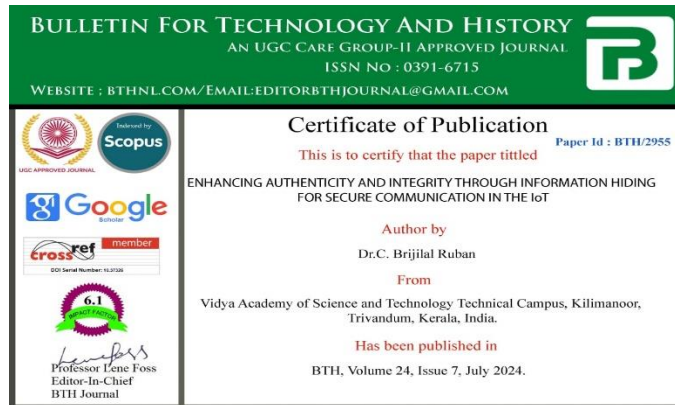 BULLETIN FOR TECHNOLOGY AND HISTORY
AN UGC CARE GROUP-II APPROVED JOURNAL
ISSN NO : 0391-6715
WEBSITE ; BTHNL.COM/EMAIL:EDITORBTHJOURNAL@GMAIL.COM
B
Indexed by
Scopus
UGC APPROVED JOURNAL
g Google
Scholar
crossref member
DOI Serial Number:
6.1
IMPACT FACTOR
Professor Lene Foss
Editor-In-Chief
BTH Journal
Certificate of Publication
Paper Id : BTH/2955
This is to certify that the paper tittled
ENHANCING AUTHENTICITY AND INTEGRITY THROUGH INFORMATION HIDING
FOR SECURE COMMUNICATION IN THE IoT
Author by
Dr.C. Brijilal Ruban
From
Vidya Academy of Science and Technology Technical Campus, Kilimanoor,
Trivandum, Kerala, India.
Has been published in
BTH, Volume 24, Issue 7, July 2024.